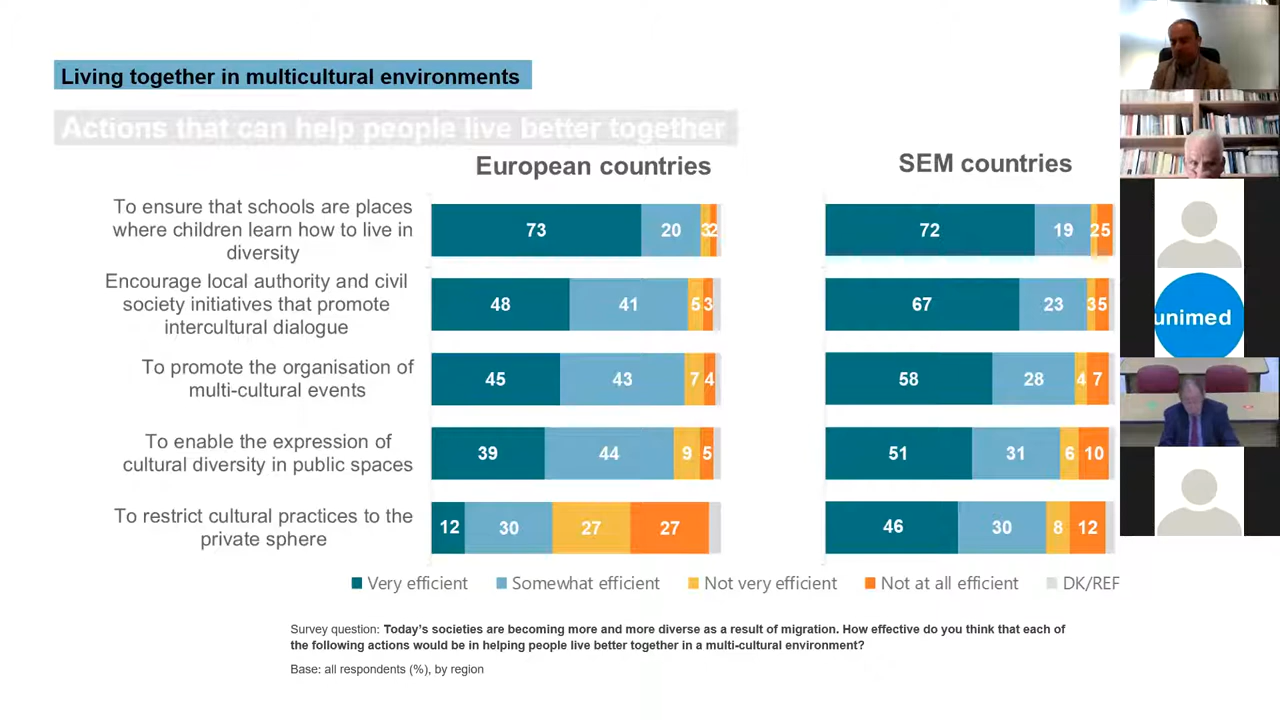 Living together in multicultural environments
Actions that can help people live better together
European countries
SEM countries
To ensure that schools are places
where children learn how to live in
diversity
73 20 3 2
72 19 2 5
Encourage local authority and civil
society initiatives that promote
intercultural dialogue
48 41 5 3
67 23 3 5
To promote the organisation of
multi-cultural events
45 43 7 4
58 28 4 7
To enable the expression of
cultural diversity in public spaces
39 44 9 5
51 31 6 10
To restrict cultural practices to the
private sphere
12 30 27 27
46 30 8 12
Very efficient Somewhat efficient Not very efficient Not at all efficient DK/REF
Survey question: Today's societies are becoming more and more diverse as a result of migration. How effective do you think that each of
the following actions would be in helping people live better together in a multi-cultural environment?
Base: all respondents (%), by region
unimed